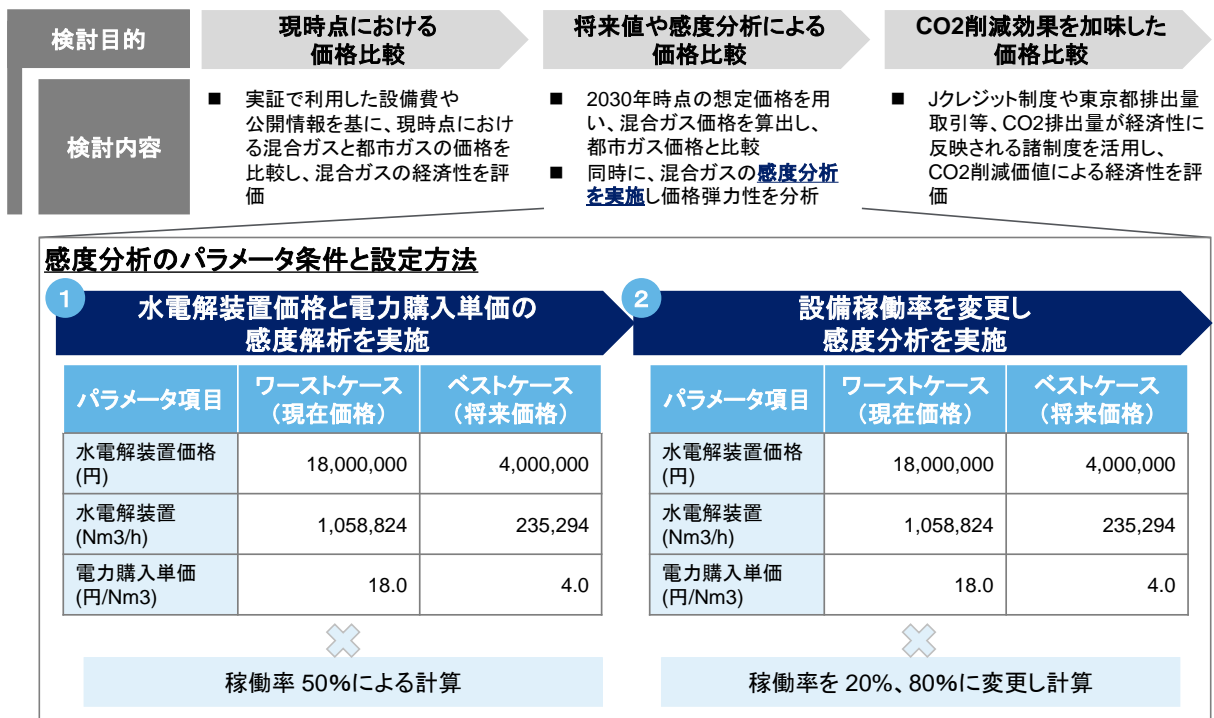 検討目的
現時点における
価格比較
将来値や感度分析による
価格比較
CO2削減効果を加味した
価格比較
検討内容
■ 実証で利用した設備費や
公開情報を基に、現時点におけ
る混合ガスと都市ガスの価格を
比較し、混合ガスの経済性を評
価
■ 2030年時点の想定価格を用
い、混合ガス価格を算出し、
都市ガス価格と比較
■ 同時に、混合ガスの感度分析
を実施し価格弾力性を分析
■ Jクレジット制度や東京都排出量
取引等、CO2排出量が経済性に
反映される諸制度を活用し、
CO2削減価値による経済性を評
価
感度分析のパラメータ条件と設定方法
1
水電解装置価格と電力購入単価の
感度解析を実施
パラメータ項目 ワーストケース（現在価格） ベストケース（将来価格）
水電解装置価格(円) 18,000,000 4,000,000
水電解装置(Nm3/h) 1,058,824 235,294
電力購入単価(円/Nm3) 18.0 4.0
稼働率 50%による計算
2
設備稼働率を変更し
感度分析を実施
パラメータ項目 ワーストケース（現在価格） ベストケース（将来価格）
水電解装置価格(円) 18,000,000 4,000,000
水電解装置(Nm3/h) 1,058,824 235,294
電力購入単価(円/Nm3) 18.0 4.0
稼働率を 20%、80%に変更し計算